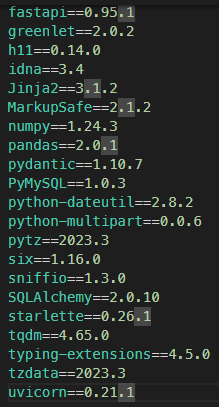 fastapi==0.95.1
greenlet==2.0.2
h11==0.14.0
idna==3.4
Jinja2==3.1.2
MarkupSafe==2.1.2
numpy==1.24.3
pandas==2.0.1
pydantic==1.10.7
PyMySQL==1.0.3
python-dateutil==2.8.2
python-multipart==0.0.6
pytz==2023.3
six==1.16.0
sniffio==1.3.0
SQLAlchemy==2.0.10
starlette==0.26.1
tqdm==4.65.0
typing-extensions==4.5.0
tzdata==2023.3
uvicorn==0.21.1